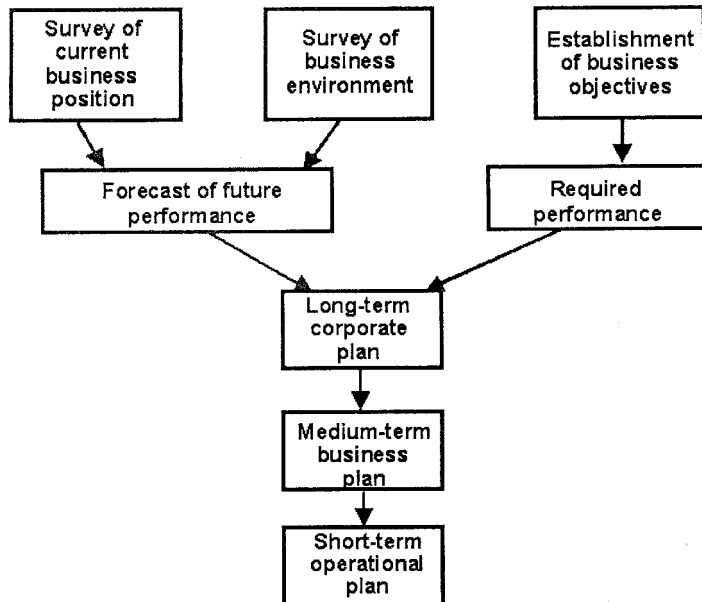 Survey of
current
business
position
Survey of
business
environment
Establishment
of business
objectives
Forecast of future
performance
Required
performance
Long-term
corporate
plan
Medium-term
business
plan
Short-term
operational
plan